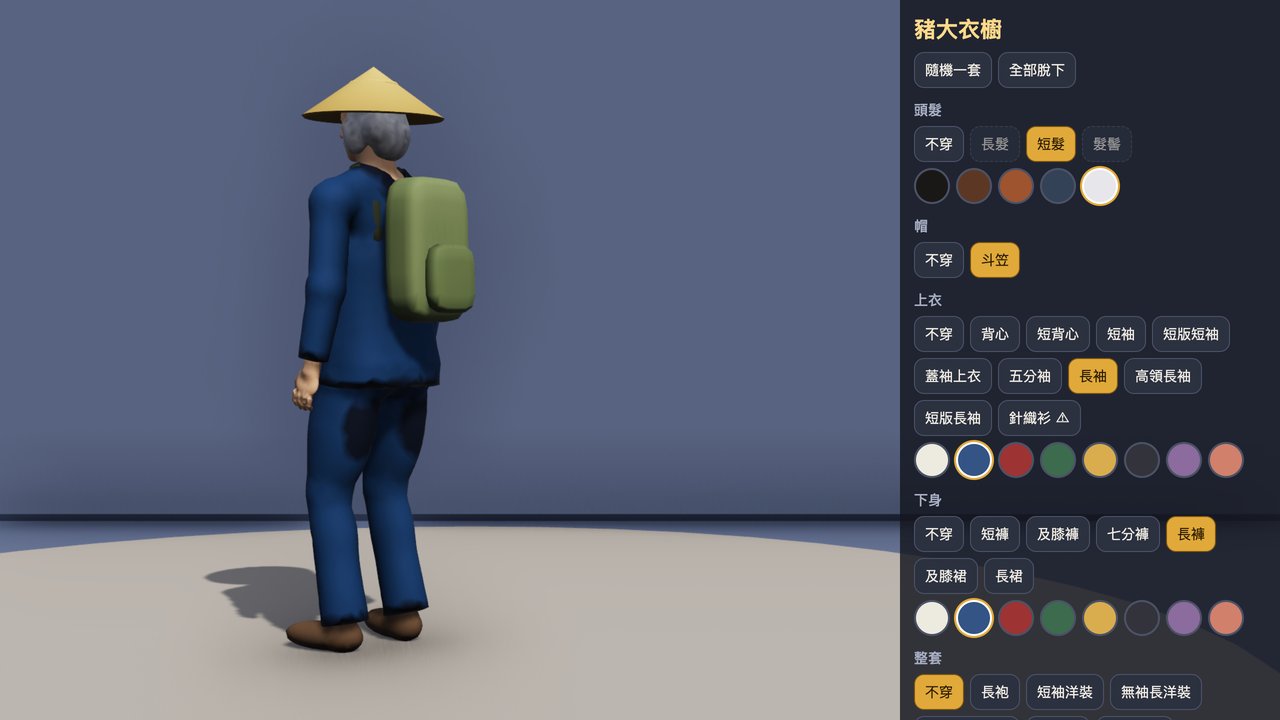 豬大衣櫥
隨機一套 全部脫下
頭髮
不穿 長髮 短髮 髮髻
帽
不穿 斗笠
上衣
不穿 背心 短背心 短袖 短版短袖
蓋袖上衣 五分袖 長袖 高領長袖
短版長袖 針織衫 ⚠
下身
不穿 短褲 及膝褲 七分褲 長褲
及膝裙 長裙
整套
不穿 長袍 短袖洋裝 無袖長洋裝